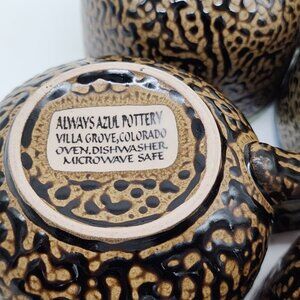 ALWAYS AZUL POTTERY
VILLA GROVE, COLORADO
OVEN, DISHWASHER,
MICROWAVE SAFE